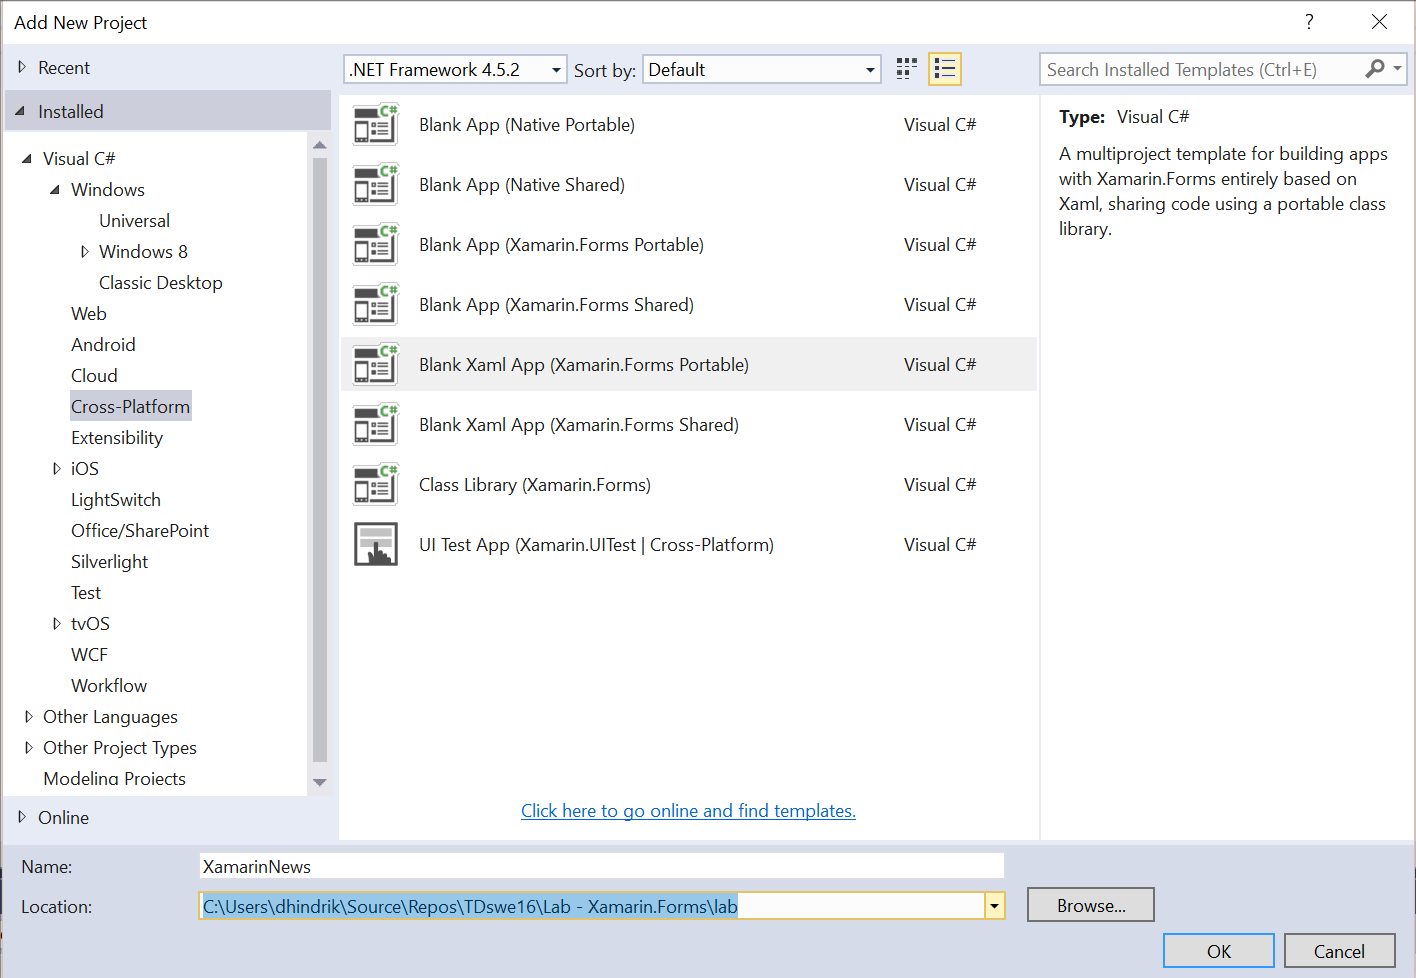 Add New Project
?
Recent
.NET Framework 4.5.2
Sort by:
Default
Search Installed Templates (Ctrl+E)
Installed
Visual C#
Windows
Universal
Windows 8
Classic Desktop
Web
Android
Cloud
Cross-Platform
Extensibility
iOS
LightSwitch
Office/SharePoint
Silverlight
Test
tvOS
WCF
Workflow
Other Languages
Other Project Types
Modeling Projects
Online
C# Blank App (Native Portable) Visual C#
C# Blank App (Native Shared) Visual C#
C# Blank App (Xamarin.Forms Portable) Visual C#
C# Blank App (Xamarin.Forms Shared) Visual C#
C# Blank Xaml App (Xamarin.Forms Portable) Visual C#
C# Blank Xaml App (Xamarin.Forms Shared) Visual C#
C# Class Library (Xamarin.Forms) Visual C#
UI Test App (Xamarin.UITest | Cross-Platform) Visual C#
Click here to go online and find templates.
Type: Visual C#
A multiproject template for building apps
with Xamarin.Forms entirely based on
Xaml, sharing code using a portable class
library.
Name: XamarinNews
Location: C:\Users\dhindrik\Source\Repos\TDswe16\Lab - Xamarin.Forms\lab
Browse...
OK
Cancel